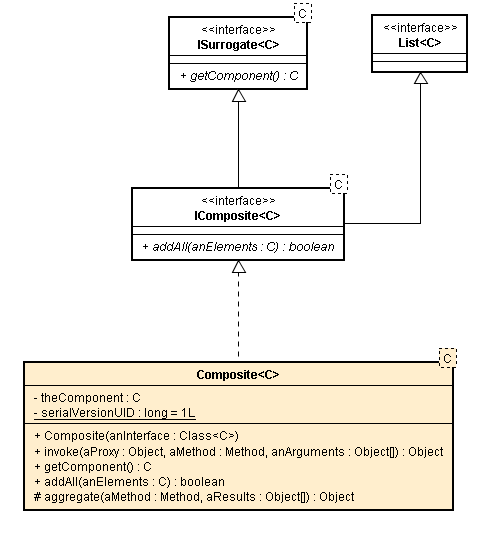 C
<<interface>>
ISurrogate<C>
+ getComponent() : C
C
<<interface>>
List<C>
C
<<interface>>
IComposite<C>
+ addAll(anElements : C) : boolean
C
Composite<C>
- theComponent : C
- serialVersionUID : long = 1L
+ Composite(anInterface : Class<C>)
+ invoke(aProxy : Object, aMethod : Method, anArguments : Object[]) : Object
+ getComponent() : C
+ addAll(anElements : C) : boolean
# aggregate(aMethod : Method, aResults : Object[]) : Object